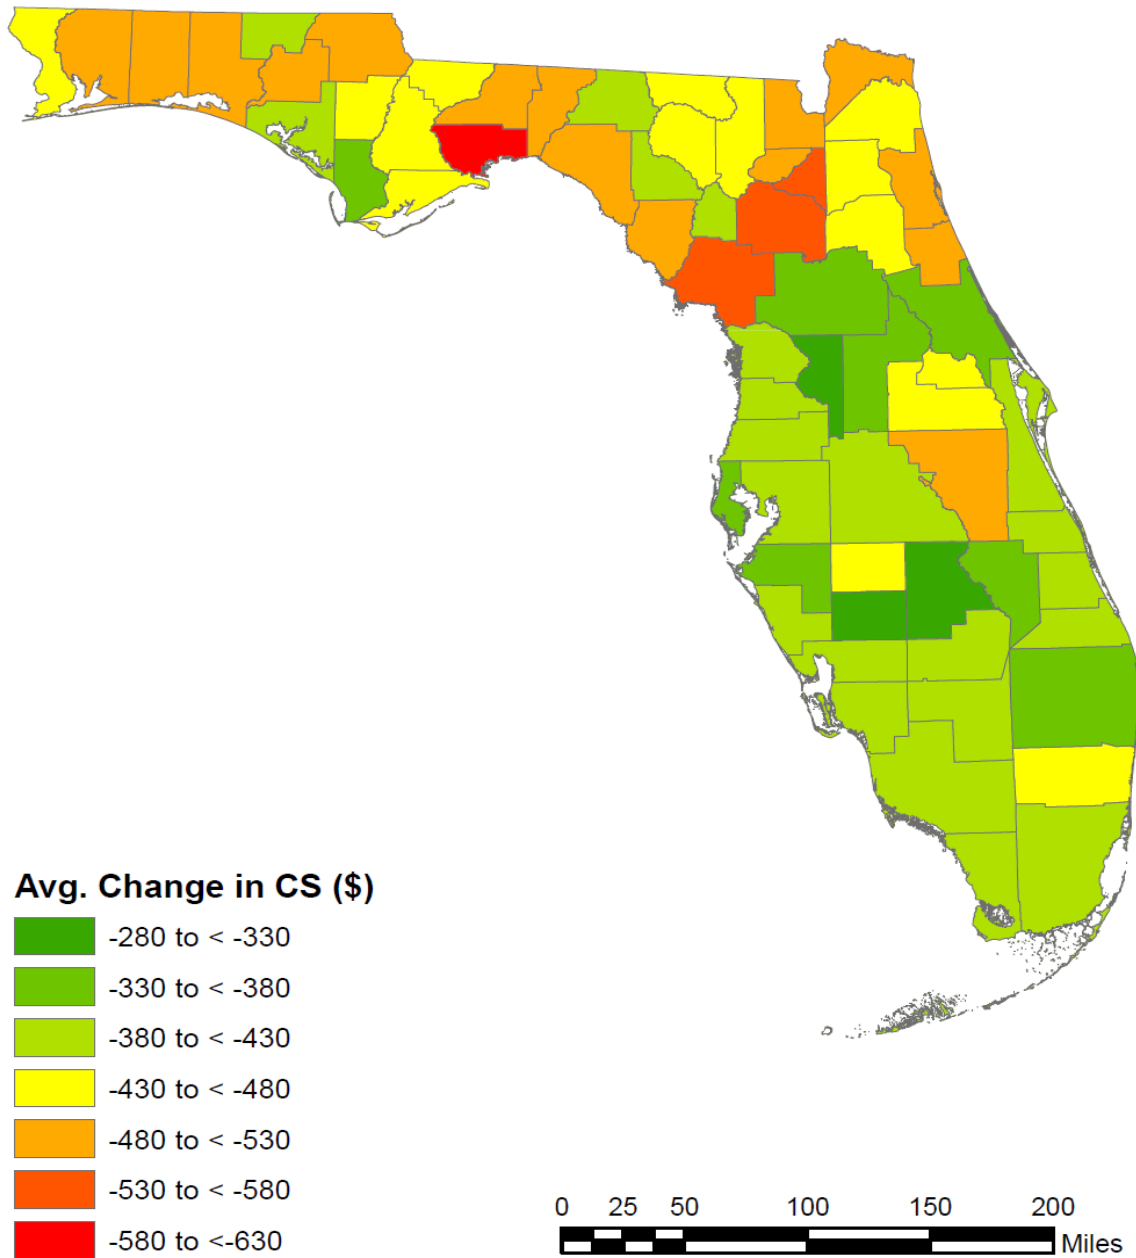 Avg. Change in CS ($)
-280 to < -330
-330 to < -380
-380 to < -430
-430 to < -480
-480 to < -530
-530 to < -580
-580 to <-630
0 25 50 100 150 200
Miles